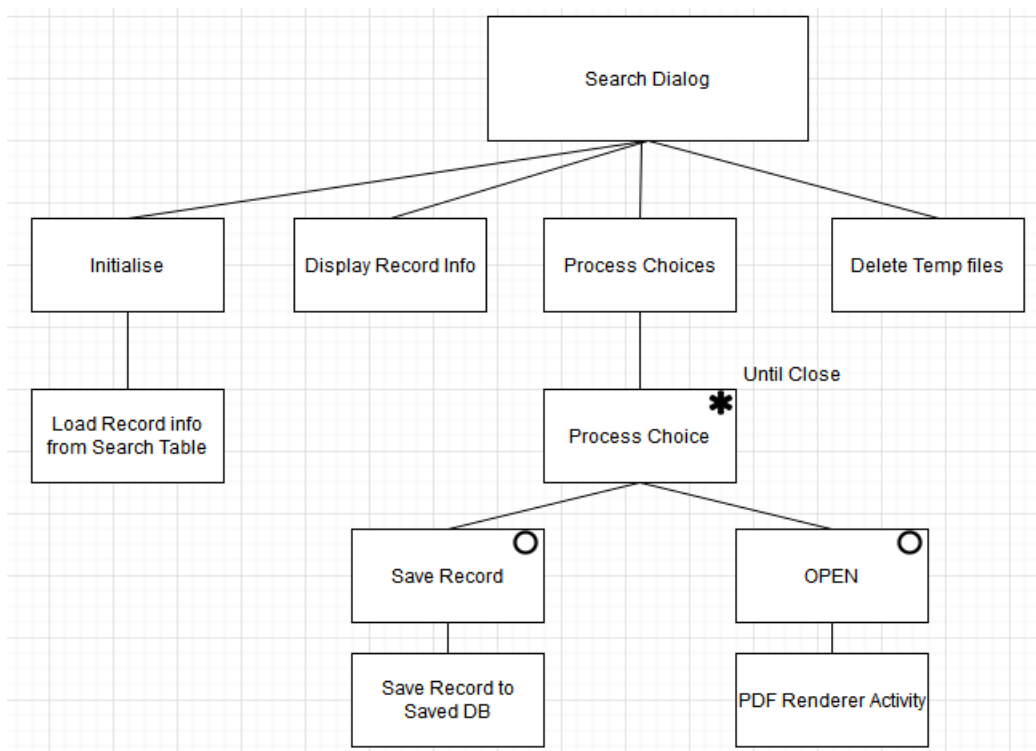 Search Dialog
Initialise
Display Record Info
Process Choices
Delete Temp files
Until Close
Load Record info
from Search Table
Process Choice
Save Record
OPEN
Save Record to
Saved DB
PDF Renderer Activity